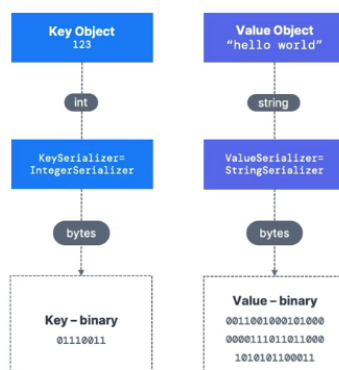 Key Object
123
int
KeySerializer=
IntegerSerializer
bytes
Key – binary
01110011
Value Object
“hello world”
string
ValueSerializer=
StringSerializer
bytes
Value – binary
0011001000101000
0000111011011000
1010101100011